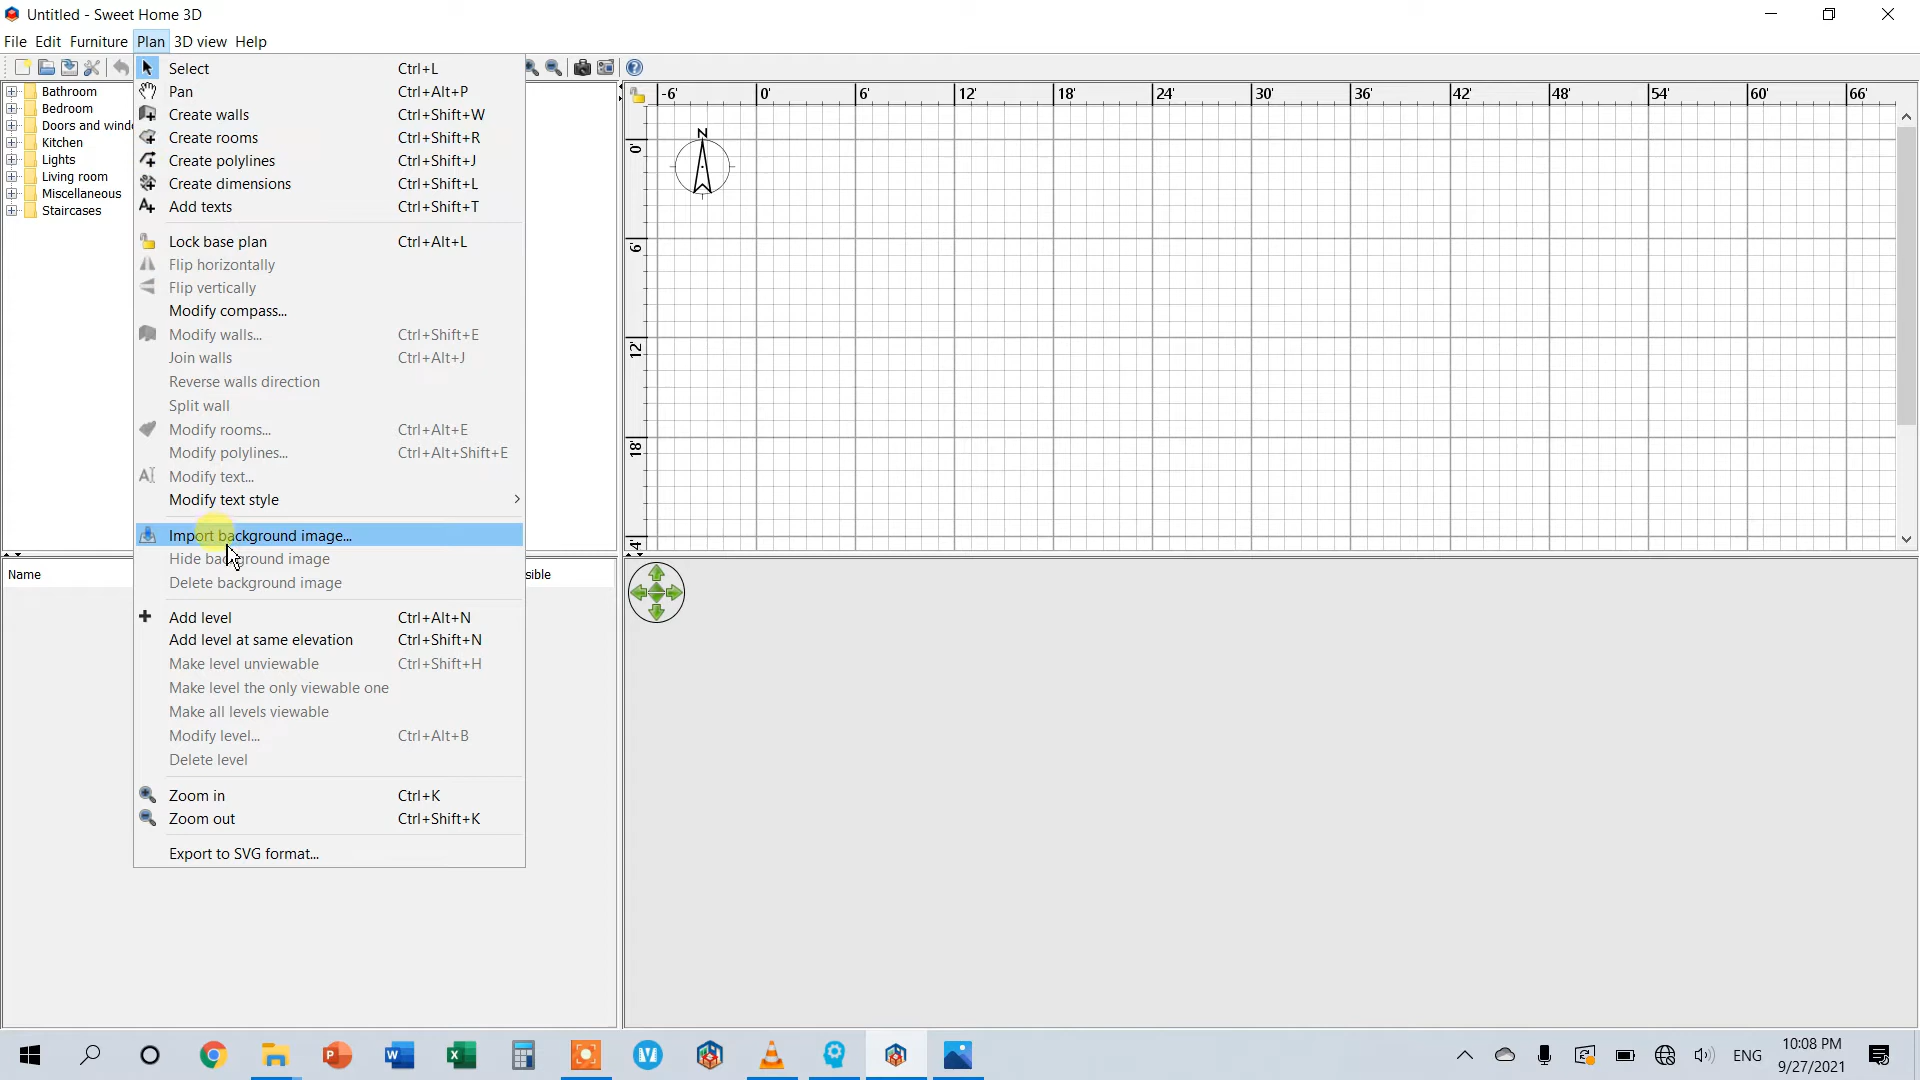 Untitled - Sweet Home 3D
File Edit Furniture Plan 3D view Help
Bathroom
Bedroom
Doors and wind
Kitchen
Lights
Living room
Miscellaneous
Staircases
Select Ctrl+L
Pan Ctrl+Alt+P
Create walls Ctrl+Shift+W
Create rooms Ctrl+Shift+R
Create polylines Ctrl+Shift+J
Create dimensions Ctrl+Shift+L
Add texts Ctrl+Shift+T
Lock base plan Ctrl+Alt+L
Flip horizontally
Flip vertically
Modify compass...
Modify walls... Ctrl+Shift+E
Join walls Ctrl+Alt+J
Reverse walls direction
Split wall
Modify rooms... Ctrl+Alt+E
Modify polylines... Ctrl+Alt+Shift+E
Modify text...
Modify text style
Import background image...
Hide background image
Delete background image
Add level Ctrl+Alt+N
Add level at same elevation Ctrl+Shift+N
Make level unviewable Ctrl+Shift+H
Make level the only viewable one
Make all levels viewable
Modify level... Ctrl+Alt+B
Delete level
Zoom in Ctrl+K
Zoom out Ctrl+Shift+K
Export to SVG format...
-6' 0' 6' 12' 18' 24' 30' 36' 42' 48' 54' 60' 66'
N
0'
6'
12'
18'
4'
Name
sible
ENG
10:08 PM
9/27/2021